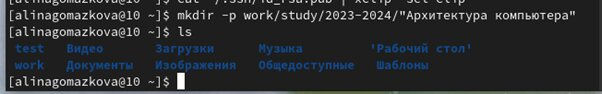 [alinagomazkova@10 ~]$ cat ~/.ssh/id_rsa.pub | xclip -sel clip
[alinagomazkova@10 ~]$ mkdir -p work/study/2023-2024/"Архитектура компьютера"
[alinagomazkova@10 ~]$ ls
test Видео Загрузки Музыка 'Рабочий стол'
work Документы Изображения Общедоступные Шаблоны
[alinagomazkova@10 ~]$